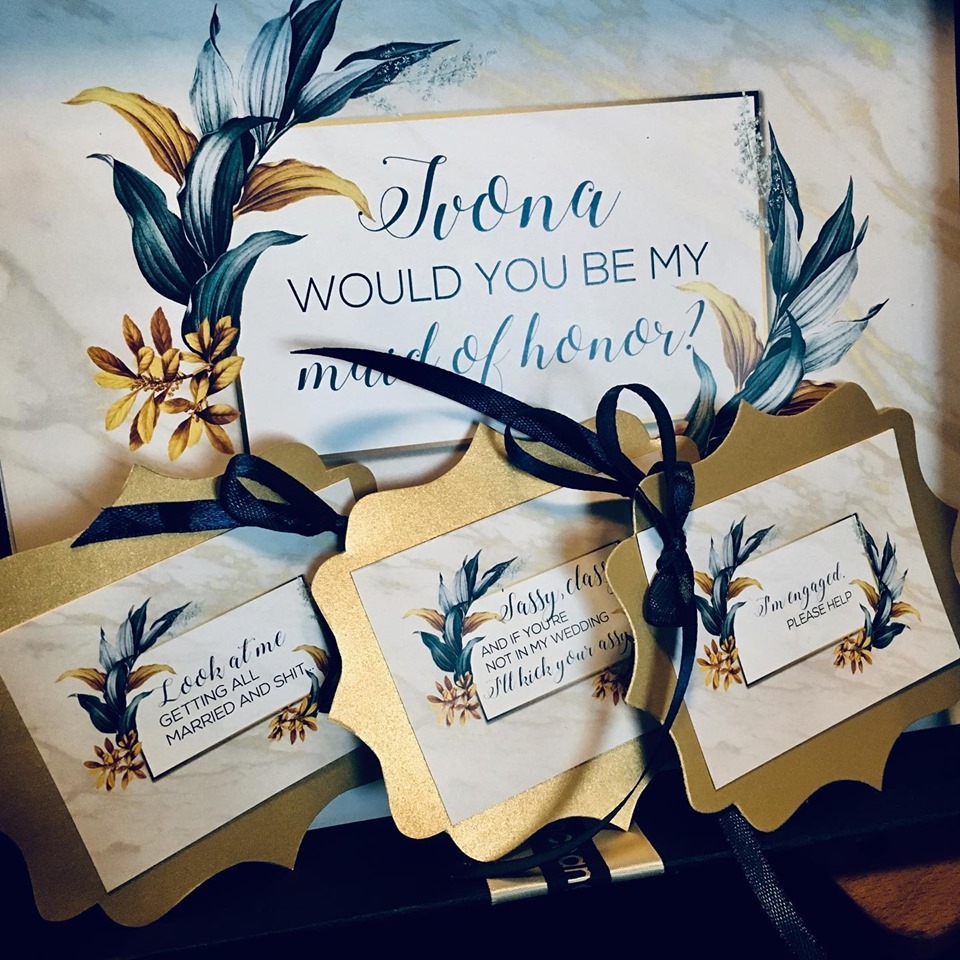 Ivona
WOULD YOU BE MY
maid of honor?
Look at me
GETTING ALL
MARRIED AND SHIT...
Sassy, class
AND IF YOU'RE
NOT IN MY WEDDING
I'll kick your assy
I'm engaged.
PLEASE HELP